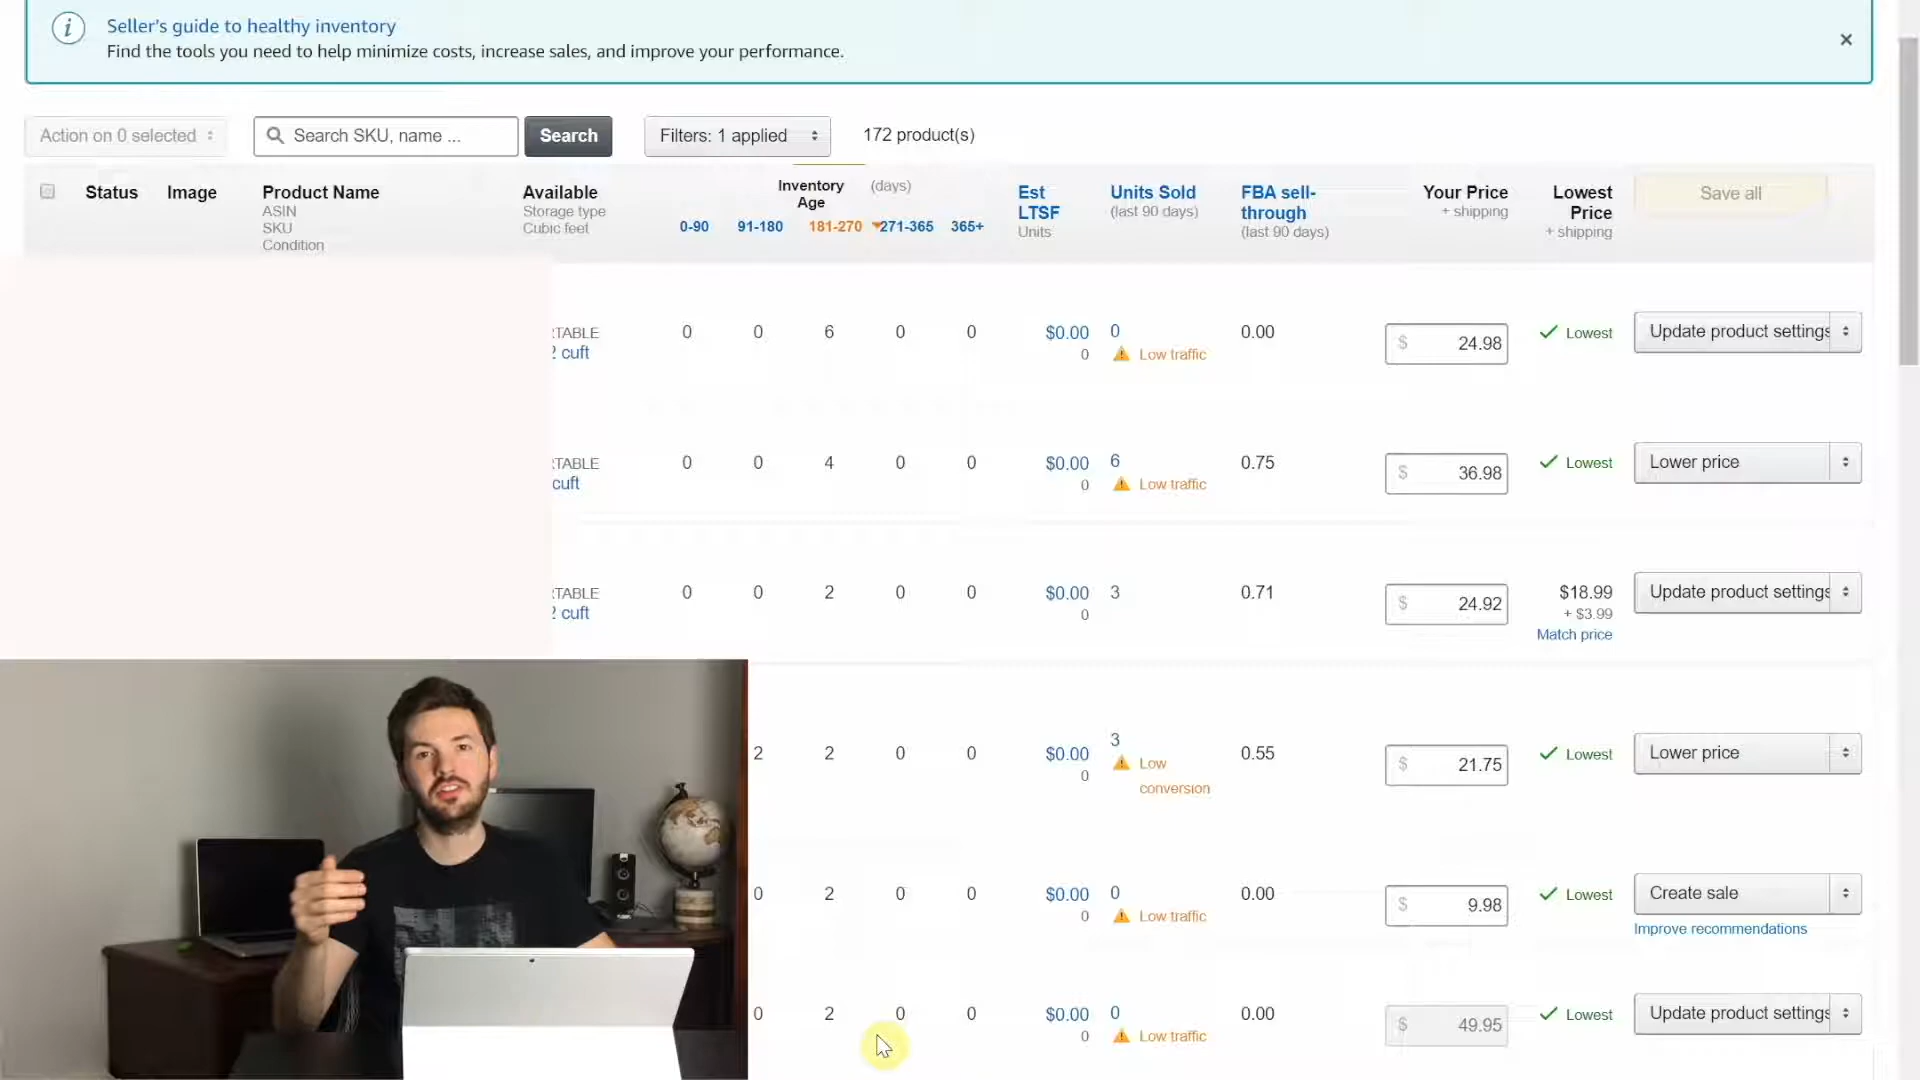 Seller's guide to healthy inventory
Find the tools you need to help minimize costs, increase sales, and improve your performance.
Action on 0 selected
Search SKU, name ...
Search
Filters: 1 applied
172 product(s)
Status
Image
Product Name
ASIN
SKU
Condition
Available
Storage type
Cubic feet
Inventory Age
(days)
0-90
91-180
181-270
271-365
365+
Est LTSF
Units
Units Sold
(last 90 days)
FBA sell-through
(last 90 days)
Your Price
+ shipping
Lowest Price
+ shipping
Save all
RTABLE
2 cuft
0
0
6
0
0
$0.00
0
0
Low traffic
0.00
$ 24.98
Lowest
Update product settings
RTABLE
cuft
0
0
4
0
0
$0.00
0
6
Low traffic
0.75
$ 36.98
Lowest
Lower price
RTABLE
2 cuft
0
0
2
0
0
$0.00
0
3
0.71
$ 24.92
$18.99
+ $3.99
Match price
Update product settings
2
2
0
0
$0.00
0
3
Low
conversion
0.55
$ 21.75
Lowest
Lower price
0
2
0
0
$0.00
0
0
Low traffic
0.00
$ 9.98
Lowest
Create sale
Improve recommendations
0
2
0
0
$0.00
0
0
Low traffic
0.00
$ 49.95
Lowest
Update product settings